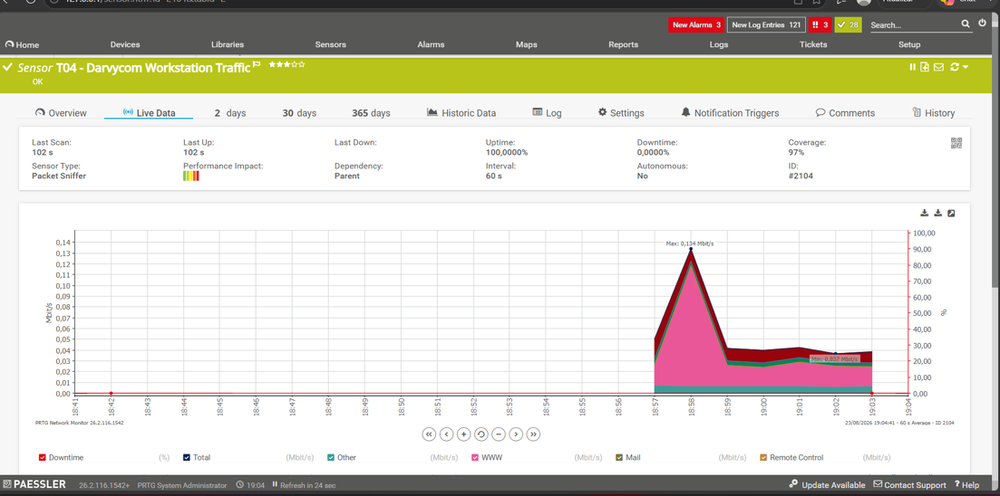 New Alarms 3 New Log Entries 121 !! 3 28 Search...
Home Devices Libraries Sensors Alarms Maps Reports Logs Tickets Setup
Sensor T04 - Darvycom Workstation Traffic
OK
Overview Live Data 2 days 30 days 365 days Historic Data Log Settings Notification Triggers Comments History
Last Scan: Last Up: Last Down: Uptime: Downtime: Coverage:
102 s 102 s 100,0000% 0,0000% 97%
Sensor Type: Performance Impact: Dependency: Interval: Autonomous: ID:
Packet Sniffer Parent 60 s No #2104
Max: 0,134 Mbit/s
0,14 100,00
0,13 90,00
0,12
0,11 80,00
0,10 70,00
0,09 60,00
0,08
0,07 50,00
Mbit/s %
0,06 40,00
0,05
0,04 30,00
Min: 0,037 Mbit/s
0,03 20,00
0,02 10,00
0,01
0,00 0,00
18:41 18:42 18:43 18:44 18:45 18:46 18:47 18:48 18:49 18:50 18:51 18:52 18:53 18:54 18:55 18:56 18:57 18:58 18:59 19:00 19:01 19:02 19:03 19:04
PRTG Network Monitor 26.2.116.1542 23/08/2026 19:04:41 - 60 s Average - ID 2104
Downtime (%) Total (Mbit/s) Other (Mbit/s) WWW (Mbit/s) Mail (Mbit/s) Remote Control (Mbit/s)
PAESSLER 26.2.116.1542+ PRTG System Administrator 19:04 Refresh in 24 sec Update Available Contact Support ? Help